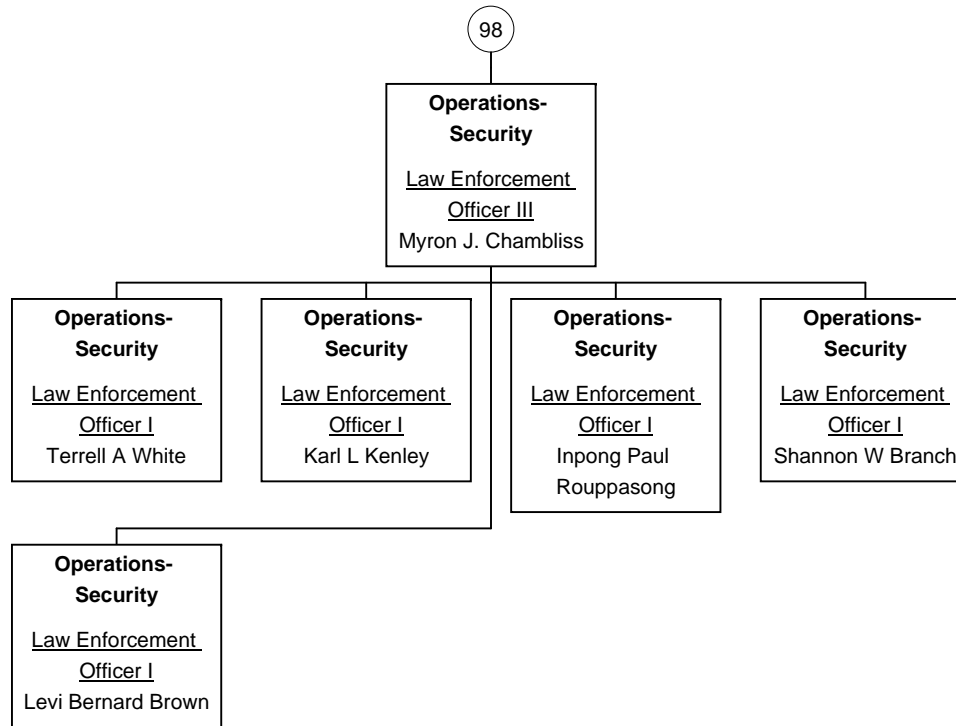 98
Operations-
Security
Law Enforcement
Officer III
Myron J. Chambliss
Operations-
Security
Law Enforcement
Officer I
Terrell A White
Operations-
Security
Law Enforcement
Officer I
Karl L Kenley
Operations-
Security
Law Enforcement
Officer I
Inpong Paul
Rouppasong
Operations-
Security
Law Enforcement
Officer I
Shannon W Branch
Operations-
Security
Law Enforcement
Officer I
Levi Bernard Brown